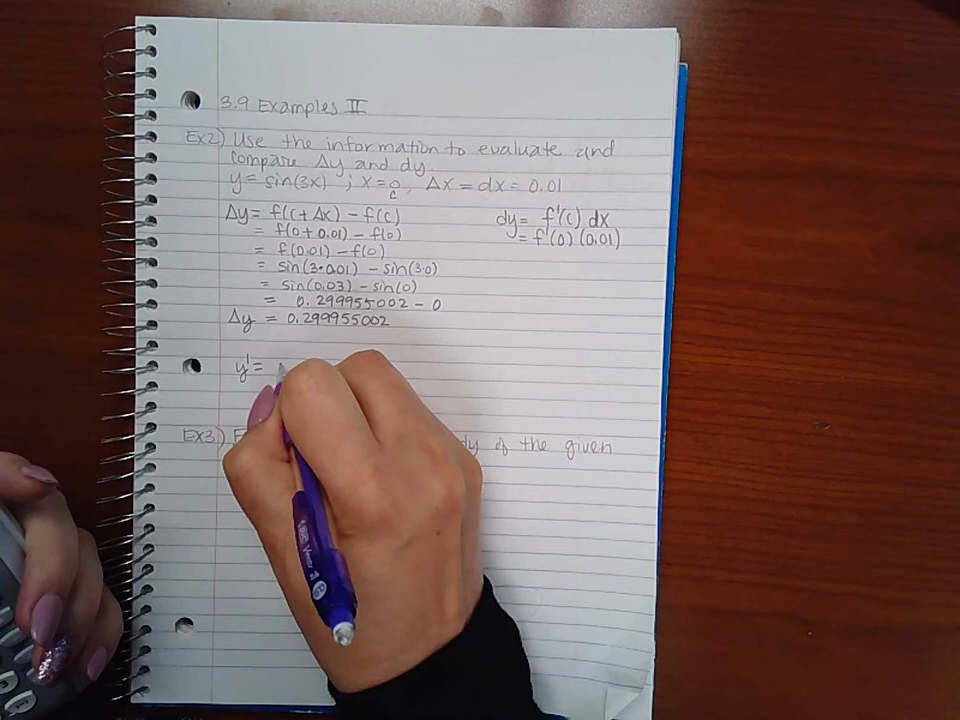 3.9 Examples II
Ex2) Use the information to evaluate and
compare Δy and dy.
y = sin(3x) ; x = 0, Δx = dx = 0.01
c
Δy = f(c + Δx) - f(c)
= f(0 + 0.01) - f(0)
= f(0.01) - f(0)
= sin(3•0.01) - sin(3·0)
= sin(0.03) - sin(0)
= 0.299955002 - 0
Δy = 0.299955002
dy = f'(c) dx
= f'(0) (0.01)
y' =
Ex3) dy of the given